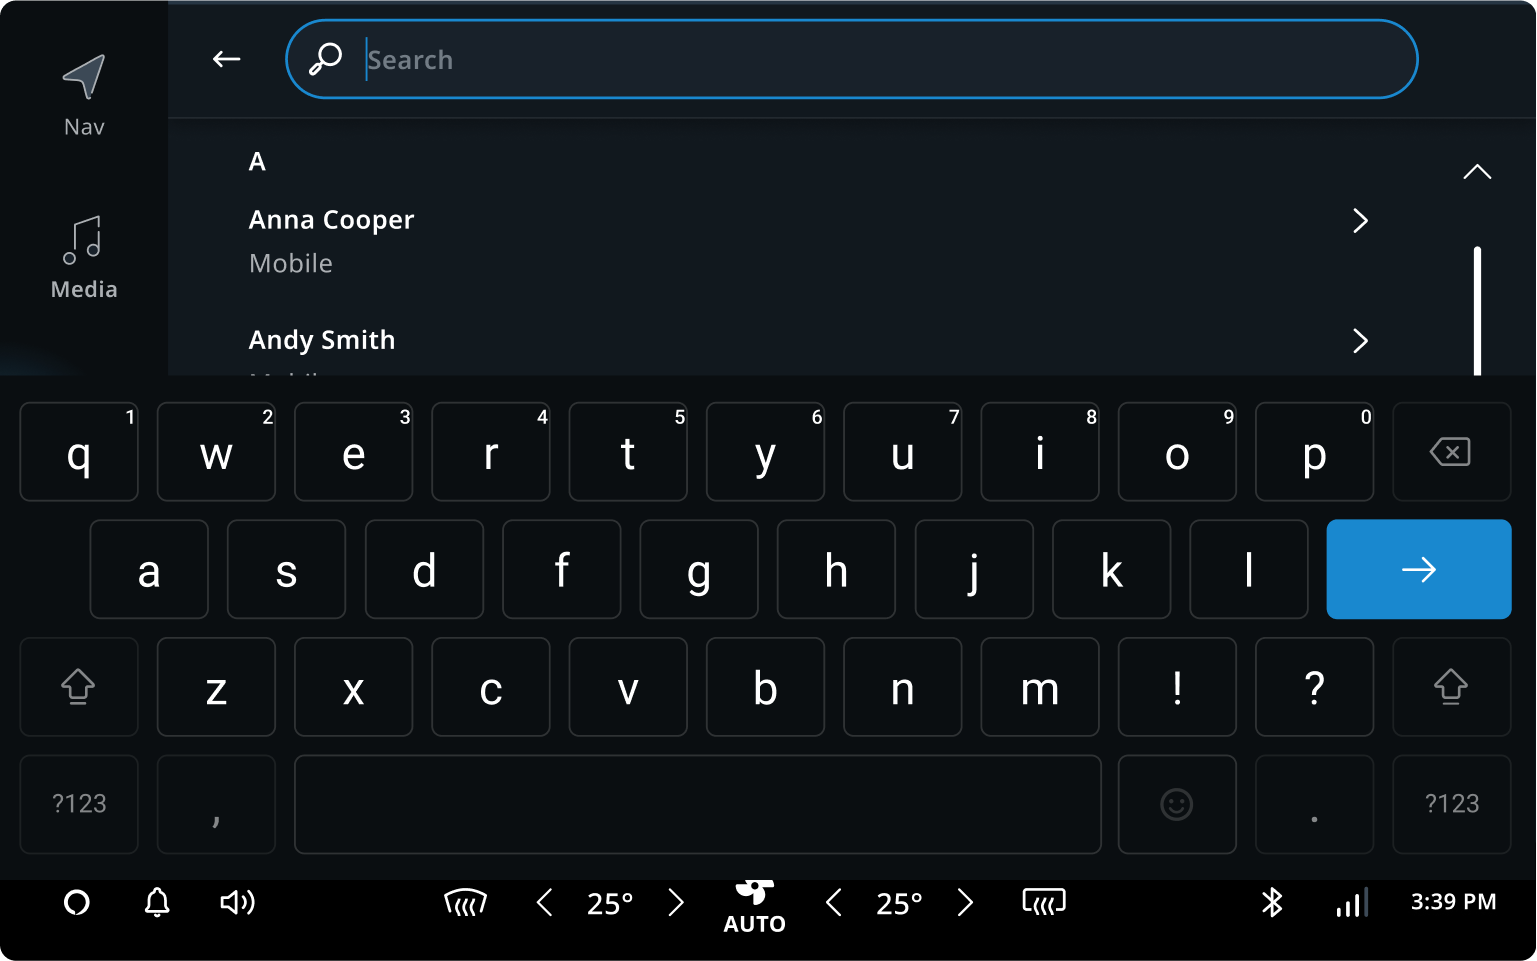 Search
Nav
A
Anna Cooper
Mobile
Media
Andy Smith
1 2 3 4 5 6 7 8 9 0
q w e r t y u i o p
a s d f g h j k l
z x c v b n m ! ?
?123 , . ?123
25° 25° 3:39 PM
AUTO